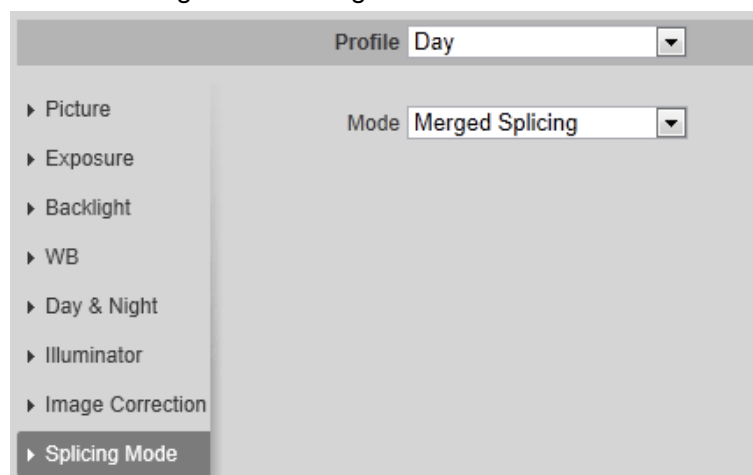 Profile Day
Picture
Mode Merged Splicing
Exposure
Backlight
WB
Day & Night
Illuminator
Image Correction
Splicing Mode